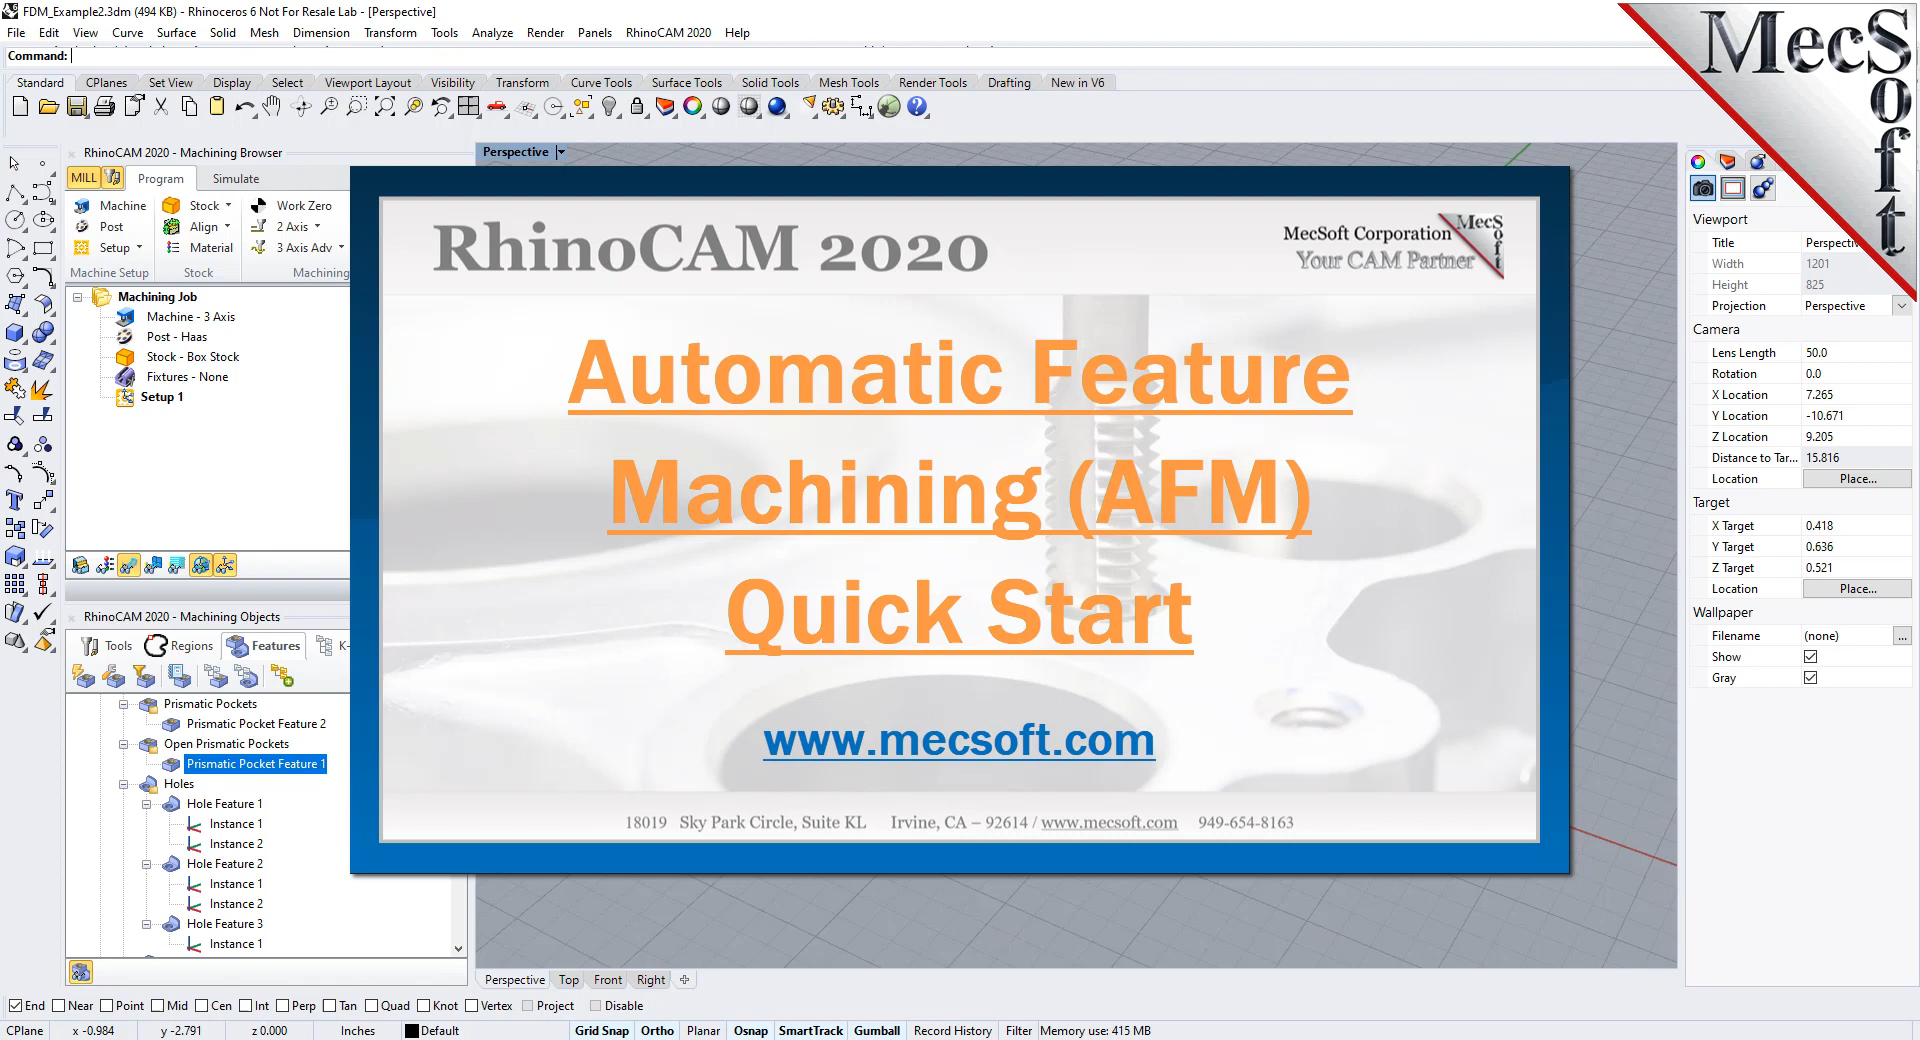 FDM_Example2.3dm (494 KB) - Rhinoceros 6 Not For Resale Lab - [Perspective]
File Edit View Curve Surface Solid Mesh Dimension Transform Tools Analyze Render Panels RhinoCAM 2020 Help
Command:
Standard CPlanes Set View Display Select Viewport Layout Visibility Transform Curve Tools Surface Tools Solid Tools Mesh Tools Render Tools Drafting New in V6
MecSoft
RhinoCAM 2020 - Machining Browser
MILL Program Simulate
Machine Stock Work Zero
Post Align 2 Axis
Setup Material 3 Axis Adv
Machine Setup Stock Machining
Machining Job
Machine - 3 Axis
Post - Haas
Stock - Box Stock
Fixtures - None
Setup 1
RhinoCAM 2020 - Machining Objects
Tools Regions Features K-
Prismatic Pockets
Prismatic Pocket Feature 2
Open Prismatic Pockets
Prismatic Pocket Feature 1
Holes
Hole Feature 1
Instance 1
Instance 2
Hole Feature 2
Instance 1
Instance 2
Hole Feature 3
Instance 1
Perspective
RhinoCAM 2020
MecSoft Corporation
Your CAM Partner
MecSoft
Automatic Feature
Machining (AFM)
Quick Start
www.mecsoft.com
18019 Sky Park Circle, Suite KL Irvine, CA – 92614 / www.mecsoft.com 949-654-8163
Viewport
Title Perspectiv
Width 1201
Height 825
Projection Perspective
Camera
Lens Length 50.0
Rotation 0.0
X Location 7.265
Y Location -10.671
Z Location 9.205
Distance to Tar... 15.816
Location Place...
Target
X Target 0.418
Y Target 0.636
Z Target 0.521
Location Place...
Wallpaper
Filename (none) ...
Show
Gray
Perspective Top Front Right
End Near Point Mid Cen Int Perp Tan Quad Knot Vertex Project Disable
CPlane x -0.984 y -2.791 z 0.000 Inches Default Grid Snap Ortho Planar Osnap SmartTrack Gumball Record History Filter Memory use: 415 MB